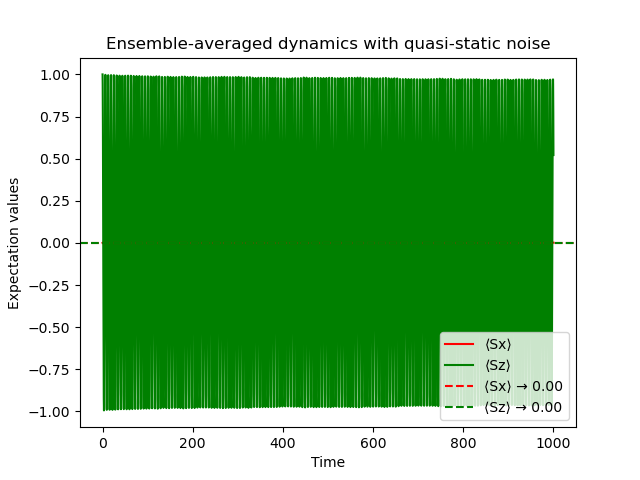 Ensemble-averaged dynamics with quasi-static noise
Expectation values
1.00
0.75
0.50
0.25
0.00
−0.25
−0.50
−0.75
−1.00
⟨Sx⟩
⟨Sz⟩
⟨Sx⟩ → 0.00
⟨Sz⟩ → 0.00
0 200 400 600 800 1000
Time